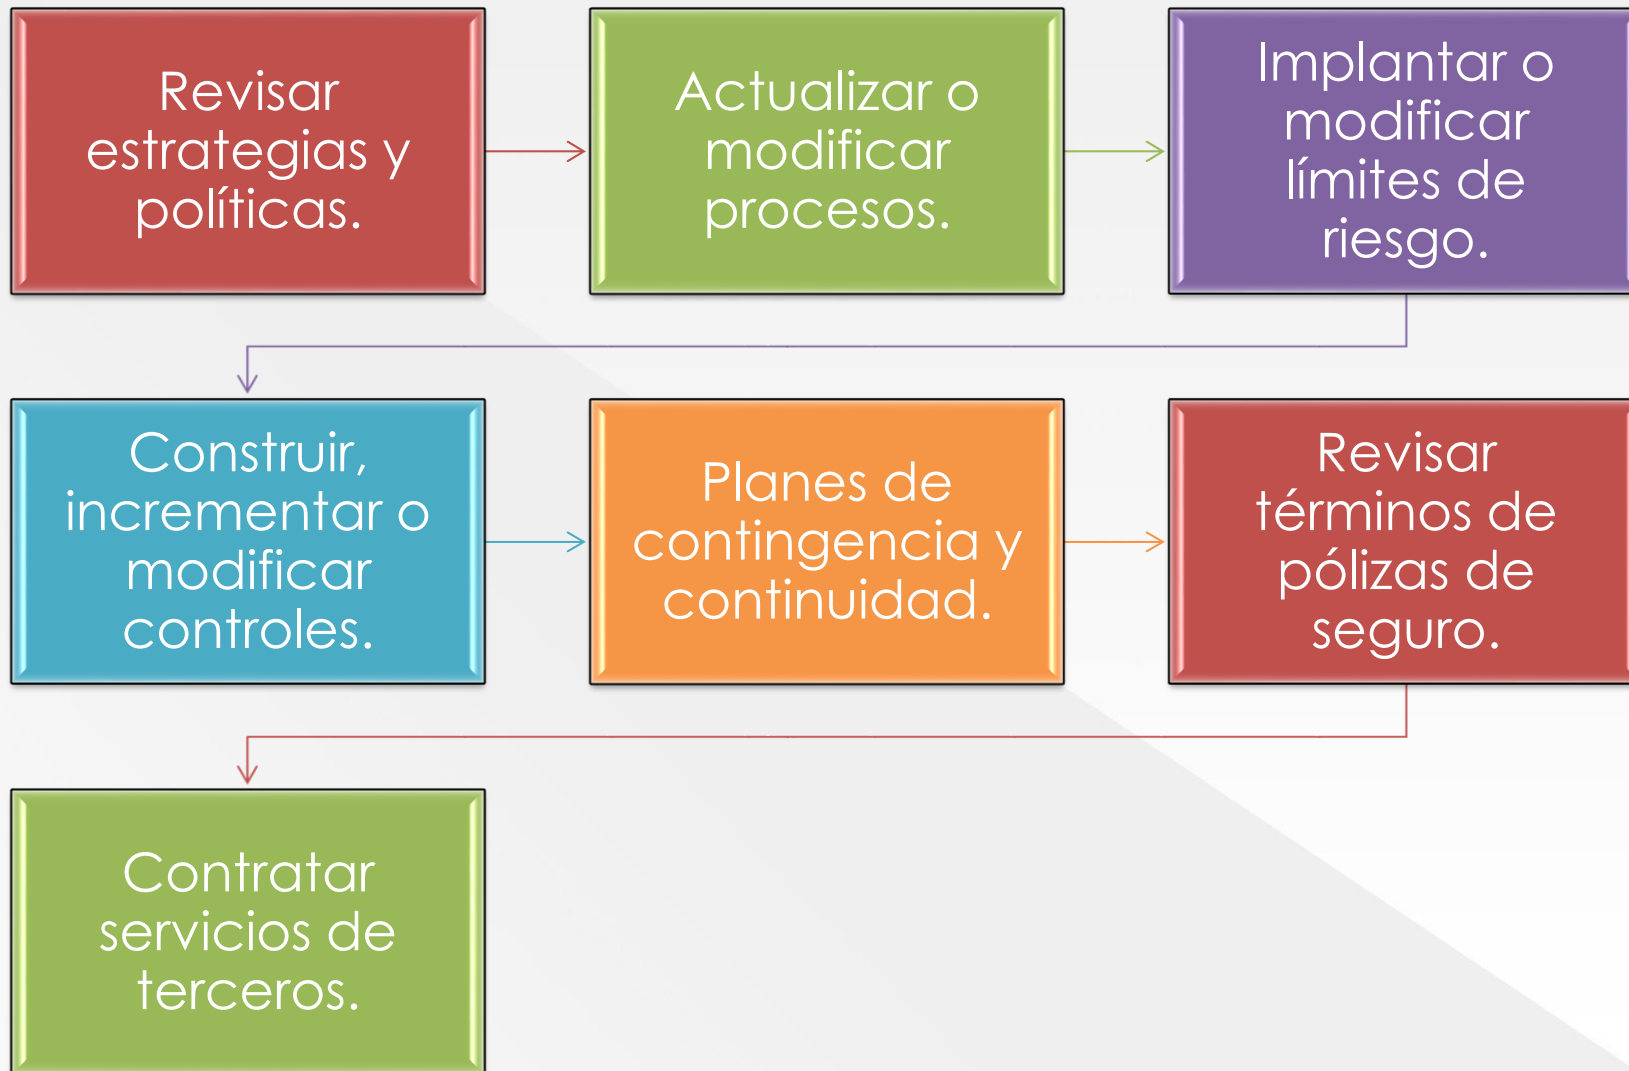 Revisar
estrategias y
políticas.
Actualizar o
modificar
procesos.
Implantar o
modificar
límites de
riesgo.
Construir,
incrementar o
modificar
controles.
Planes de
contingencia y
continuidad.
Revisar
términos de
pólizas de
seguro.
Contratar
servicios de
terceros.